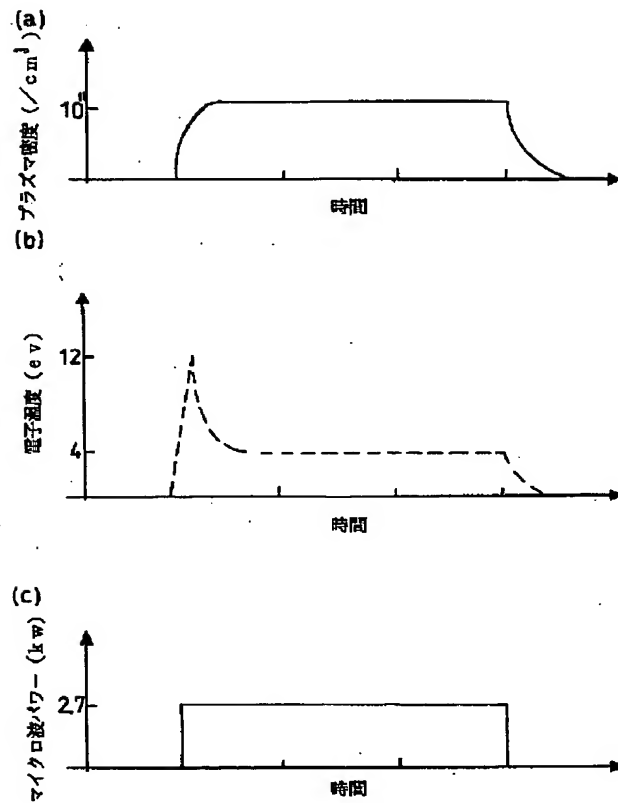 (a)
プラズマ密度 (/cm³)
10
時間
(b)
電子温度 (ev)
12
4
時間
(c)
マイクロ波パワー (kw)
2.7
時間